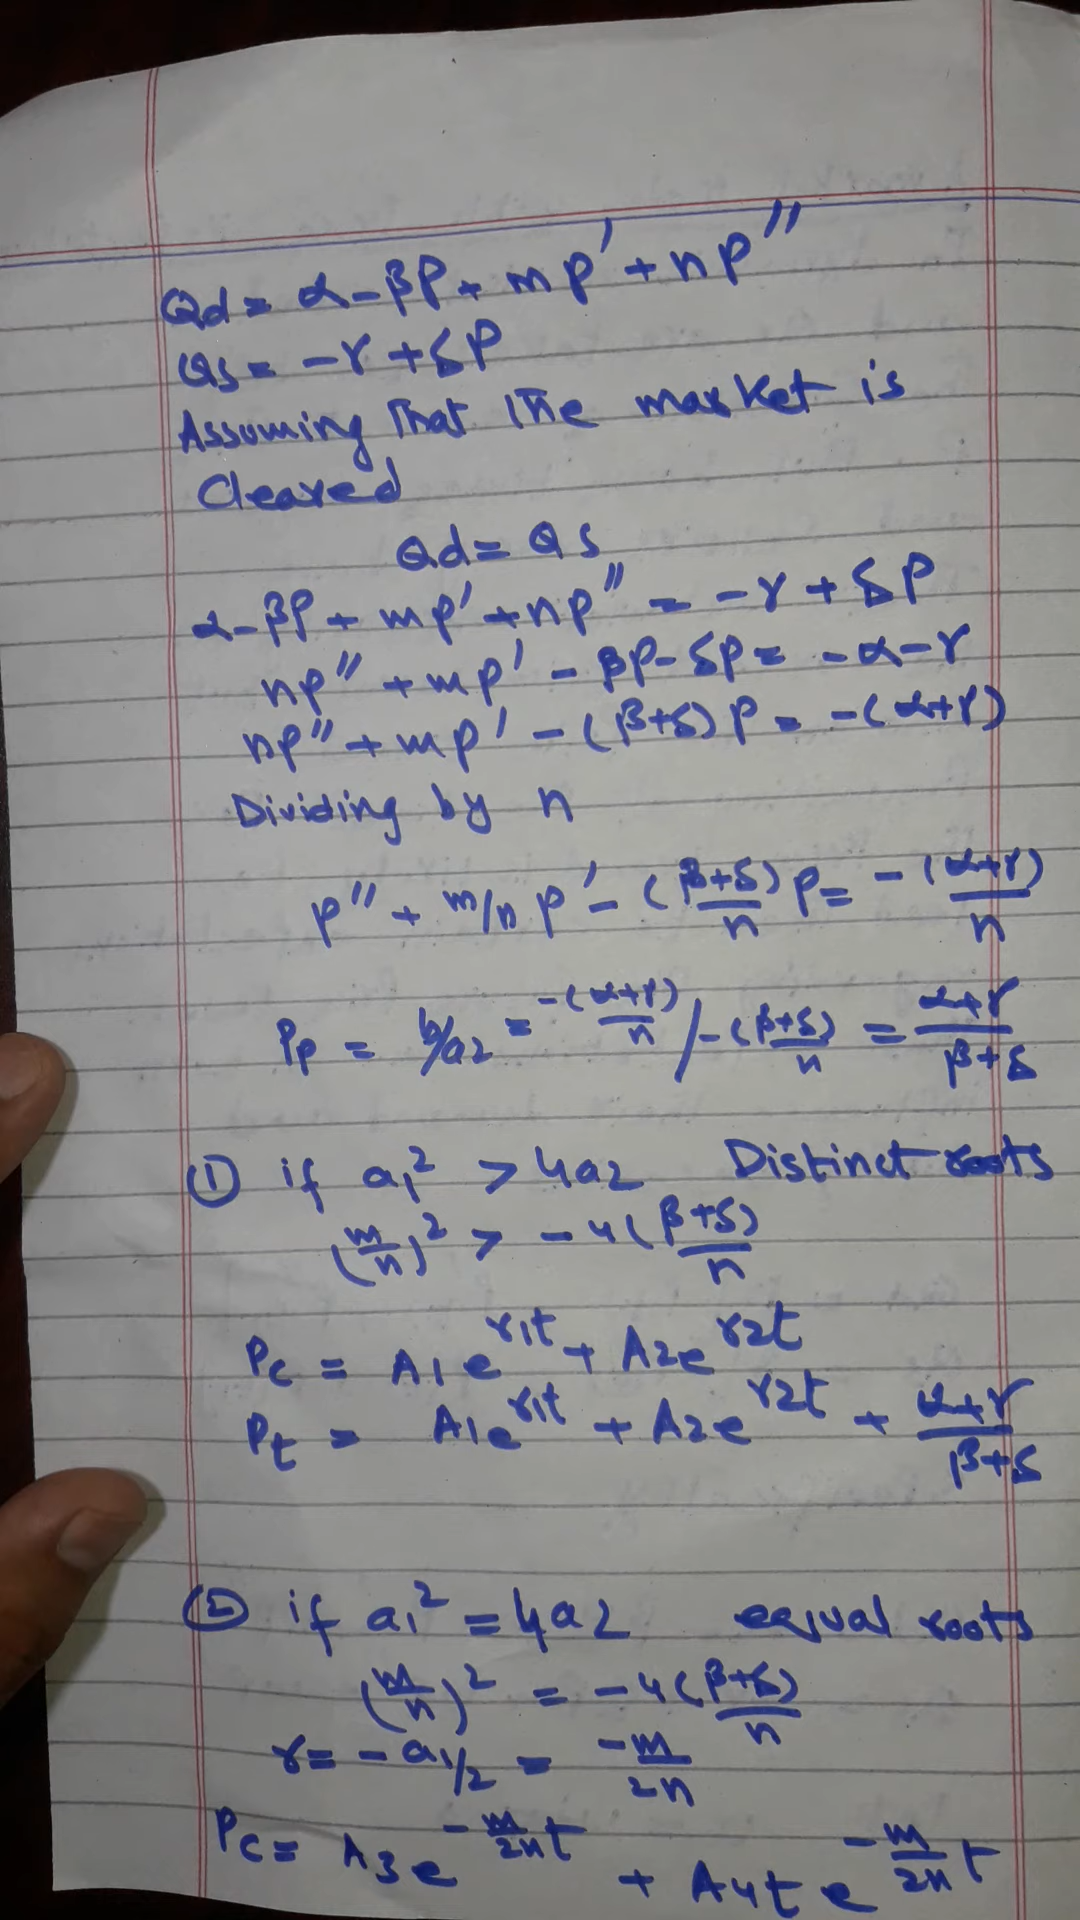 Qd = α - βP + mp' + np''
Qs = -γ + δP
Assuming that the market is
Cleared
Qd = Qs
α - βP + mp' + np'' = -γ + δP
np'' + mp' - βP - δp = -α - γ
np'' + mp' - (β+δ) P = -(α+γ)
Dividing by n
p'' + m/n p' - (β+δ)/n P = -(α+γ)/n
Pp = b/a2 = -(α+γ)/n / -(β+δ)/n = α+γ/β+δ
① if a1² > 4a2 Distinct roots
(m/n)² > -4(β+δ)/n
Pc = A1e^r1t + A2e^r2t
Pt = A1e^r1t + A2e^r2t + α+γ/β+δ
② if a1² = 4a2 equal roots
(m/n)² = -4(β+δ)/n
r = -a1/2 = -m/2n
Pc = A3e^-m/2n t + A4te^-m/2n t